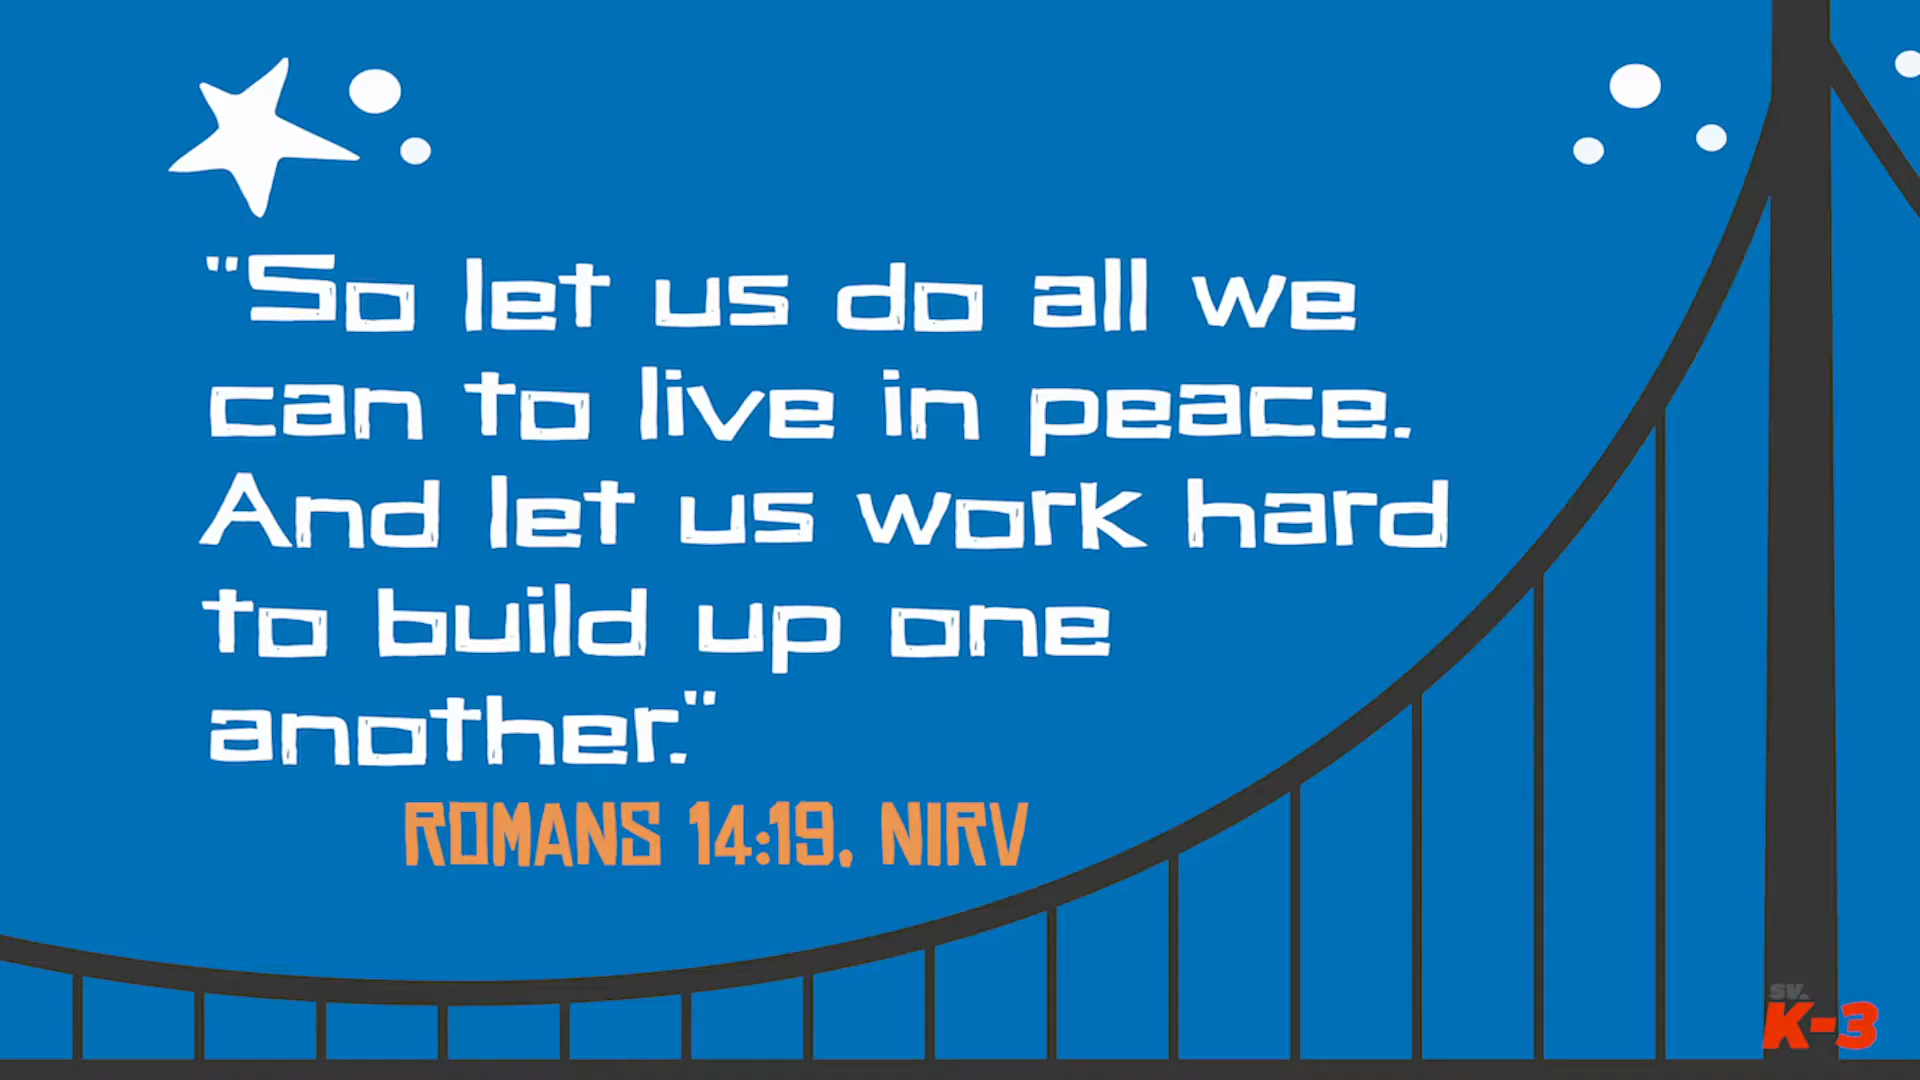 "So let us do all we
can to live in peace.
And let us work hard
to build up one
another."
ROMANS 14:19, NIRV
SV.
K-3